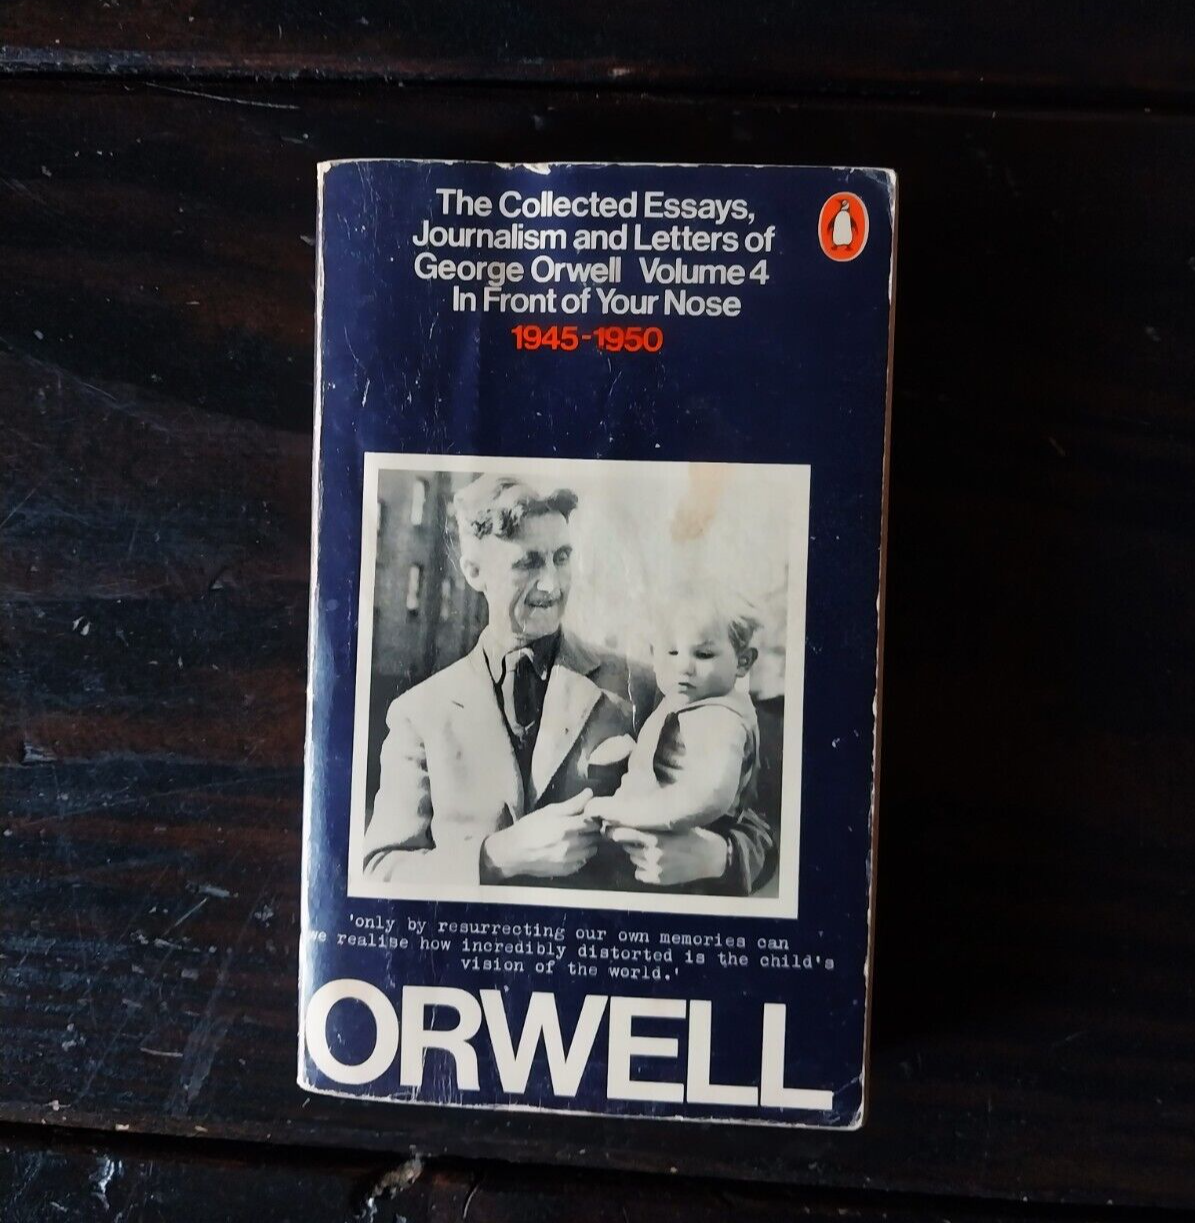 The Collected Essays,
Journalism and Letters of
George Orwell Volume 4
In Front of Your Nose
1945-1950
'only by resurrecting our own memories can
we realise how incredibly distorted is the child's
vision of the world.'
ORWELL